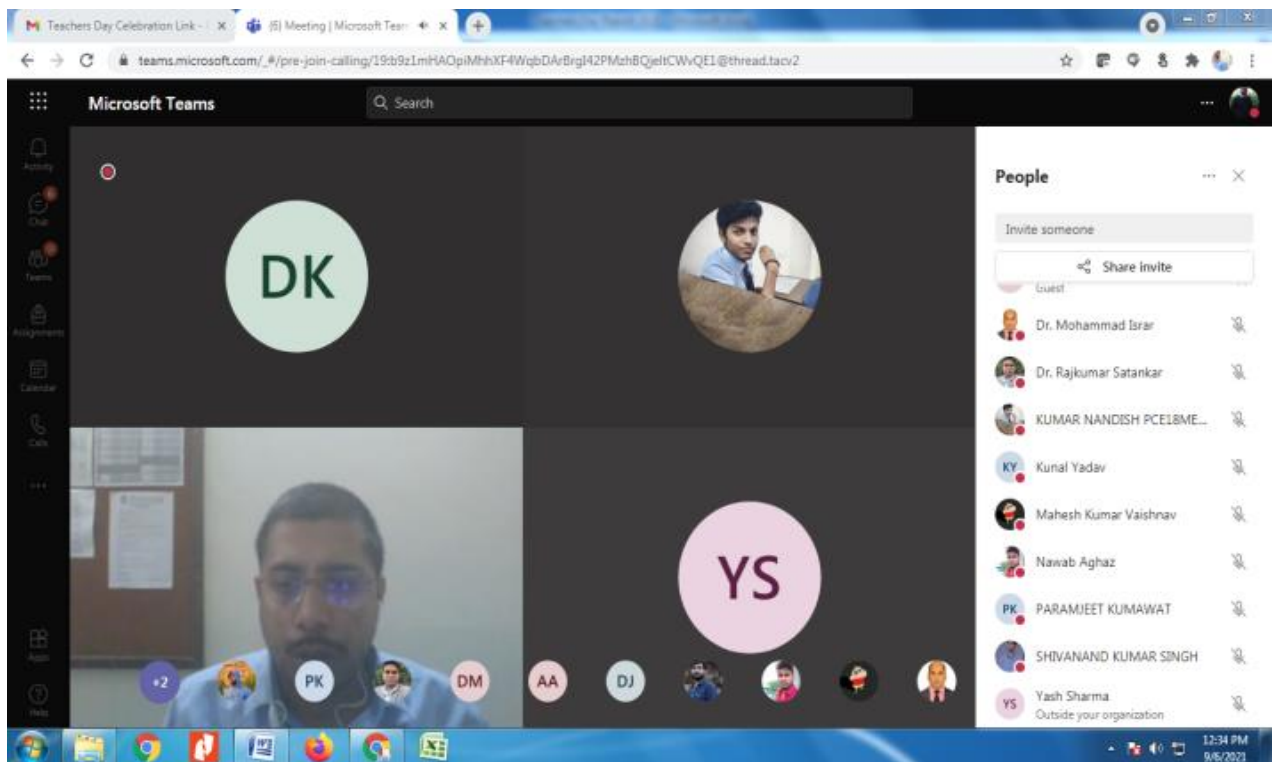 Teachers Day Celebration Link -
(6) Meeting | Microsoft Tear
teams.microsoft.com/_#/pre-join-calling/19:b9z1mHAOpiMhhXF4WqbDArBrgI42PMzhBQjeltCWvQE1@thread.tacv2
Microsoft Teams
Search
Activity
Chat
Teams
Assignments
Calendar
Calls
Apps
Help
DK
YS
+2
PK
DM
AA
DJ
People
Invite someone
Share invite
Guest
Dr. Mohammad Israr
Dr. Rajkumar Satankar
KUMAR NANDISH PCE18ME...
KY Kunal Yadav
Mahesh Kumar Vaishnav
Nawab Aghaz
PK PARAMJEET KUMAWAT
SHIVANAND KUMAR SINGH
YS Yash Sharma
Outside your organization
12:34 PM
9/6/2021